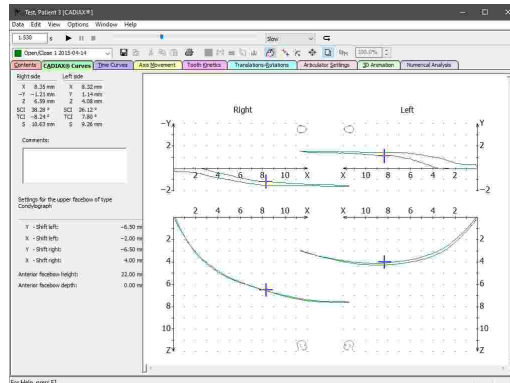 Test, Patient 3 [CADIAX®]
Data Edit View Options Window Help
1.530 s Slow
Open/Close 1 2015-04-14 100.0%
Contents CADIAX® Curves Time Curves Axis Movement Tooth Kinetics Translations-Rotations Articulator Settings 3D Animation Numerical Analysis
Right side Left side
X 8.35 mm X 8.32 mm
-Y -1.21 mm Y 1.14 mm
Z 6.59 mm Z 4.08 mm
SCI 38.28 ° SCI 26.12 °
TCI -8.24 ° TCI 7.80 °
S 10.63 mm S 9.26 mm
Comments:
Settings for the upper facebow of type
Condylograph
Y - Shift left: -6.50 mm
X - Shift left: -2.00 mm
Y - Shift right: -6.50 mm
X - Shift right: 4.00 mm
Anterior facebow height: 22.00 mm
Anterior facebow depth: 0.00 mm
Right Left
-Y Y
2 2
2 4 6 8 10 X X 10 8 6 4 2
-2 -2
2 4 6 8 10 X X 10 8 6 4 2
2 2
4 4
6 6
8 8
10 10
Z Z
For Help, press F1